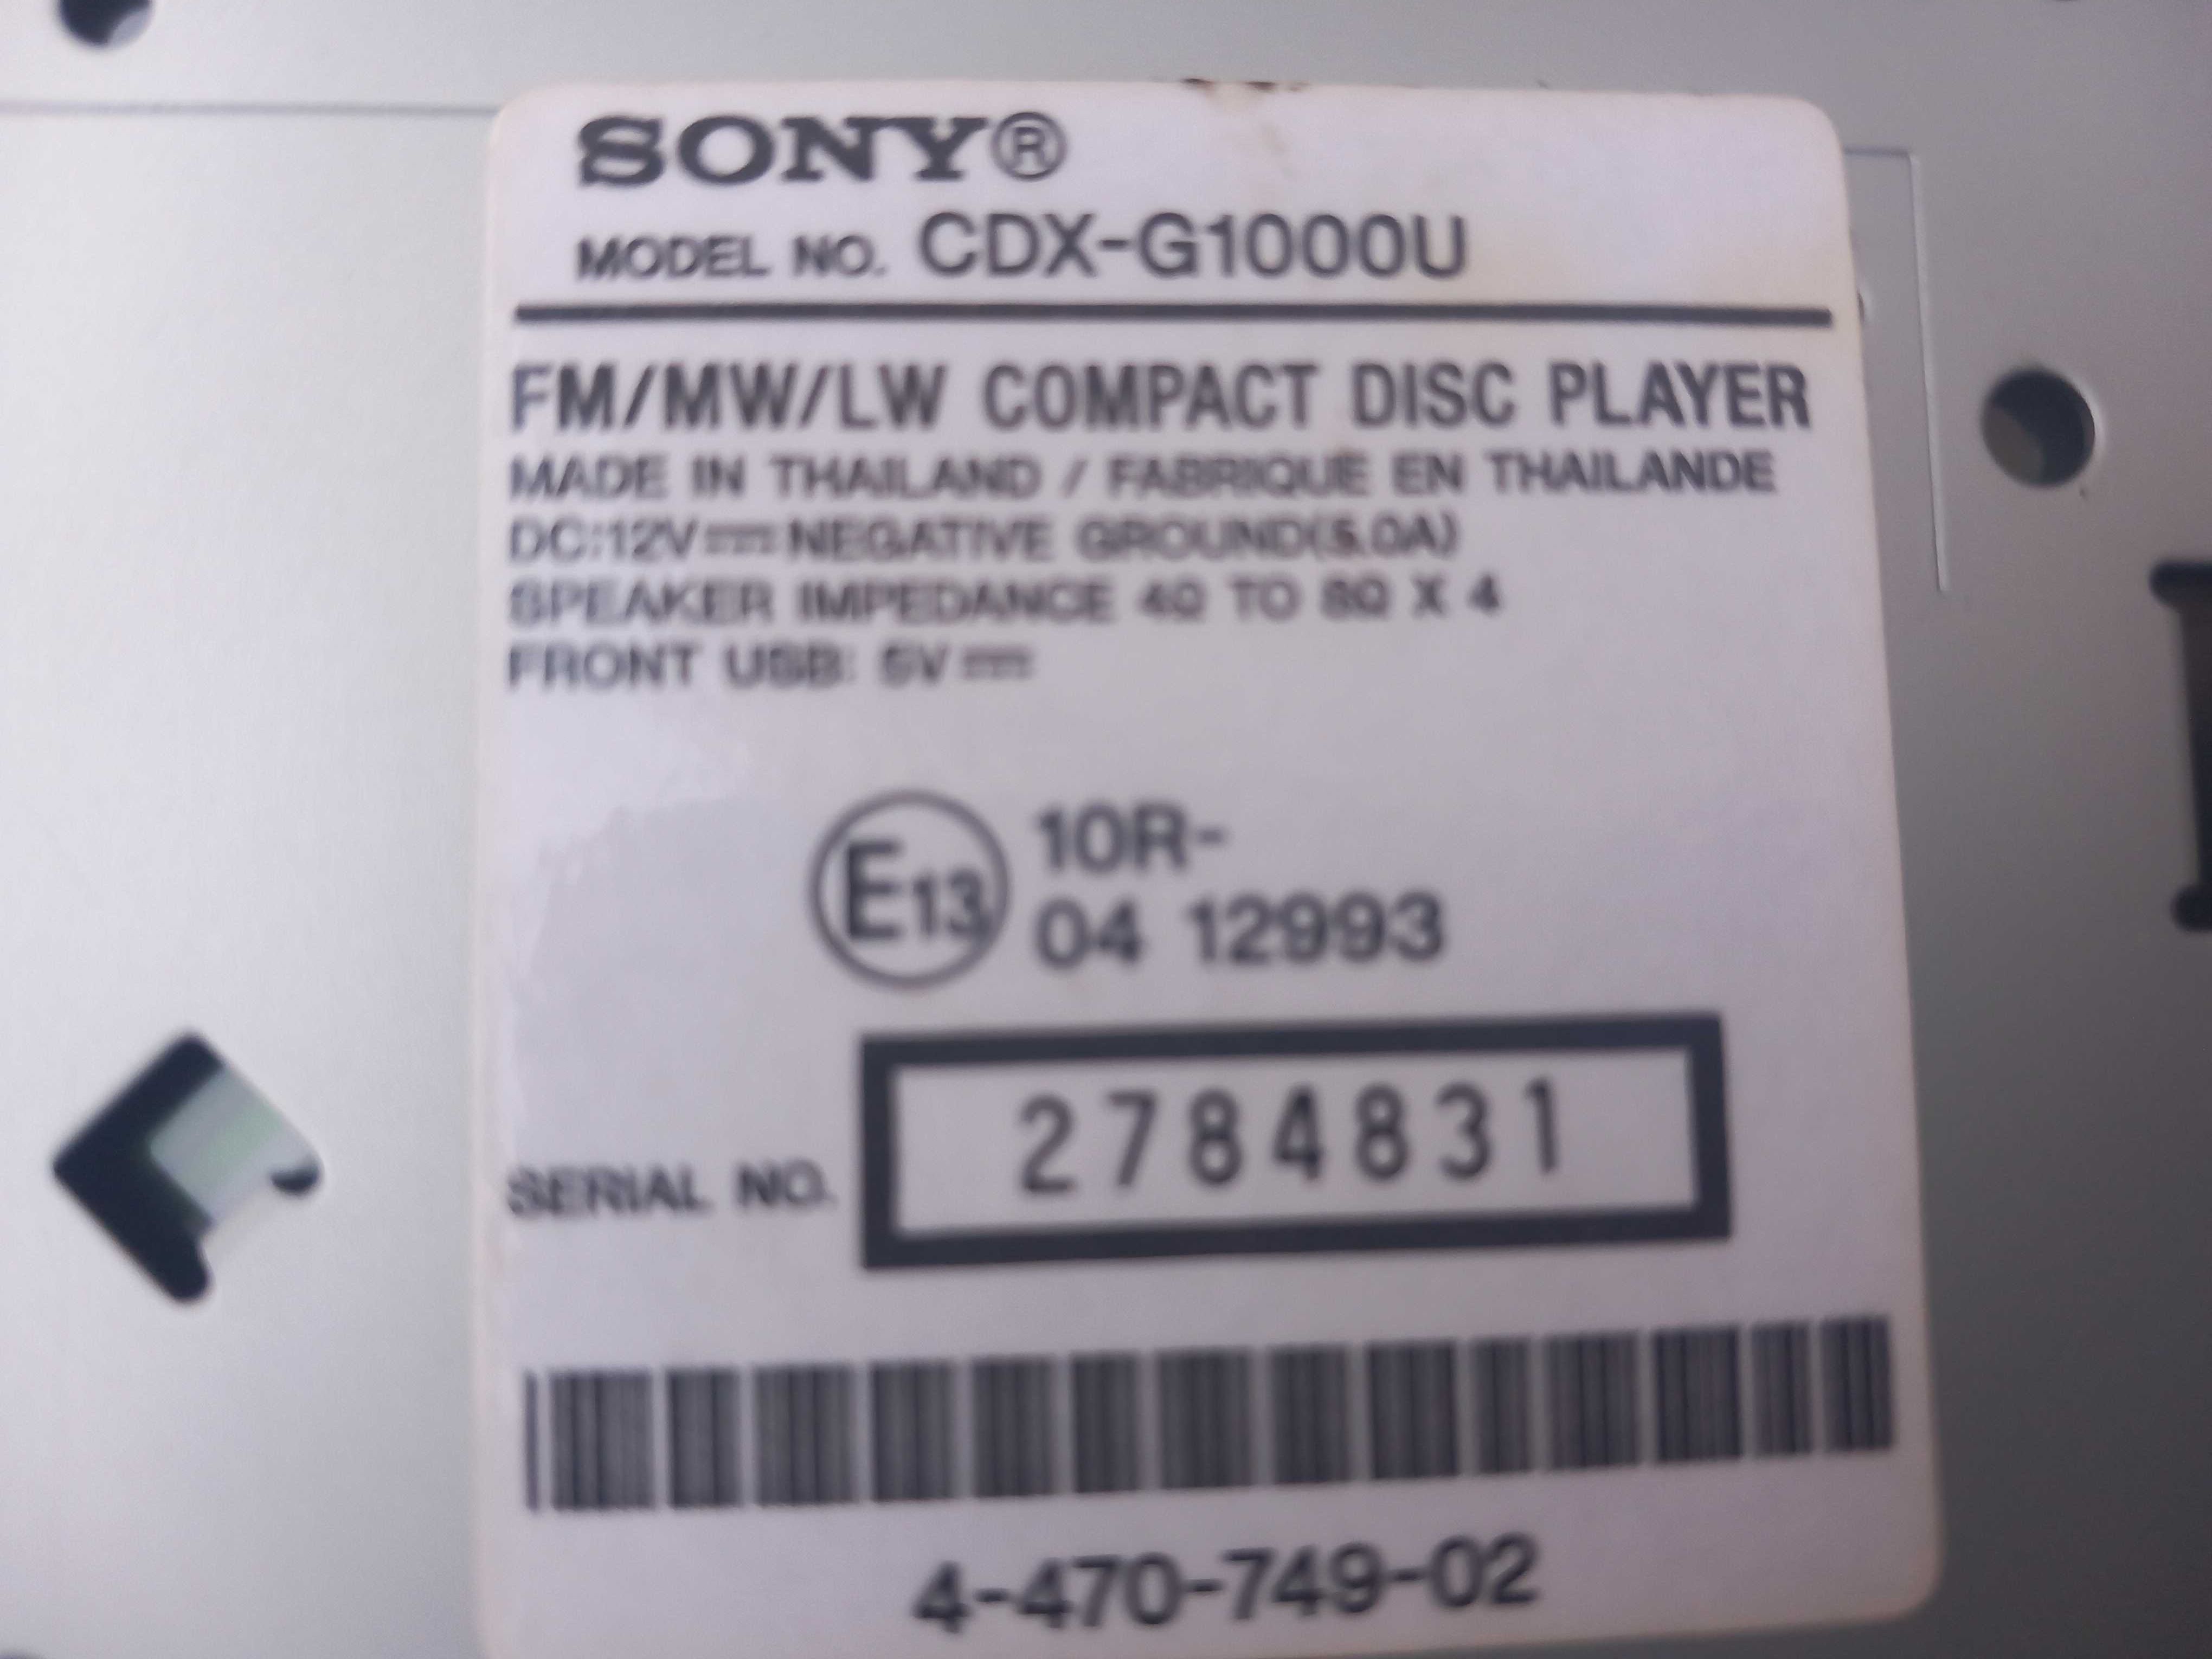 SONY®
MODEL NO. CDX-G1000U
FM/MW/LW COMPACT DISC PLAYER
MADE IN THAILAND / FABRIQUE EN THAILANDE
DC:12V⎓NEGATIVE GROUND(5.0A)
SPEAKER IMPEDANCE 4Ω TO 8Ω X 4
FRONT USB: 5V⎓
E13 10R-
04 12993
SERIAL NO. 2784831
4-470-749-02